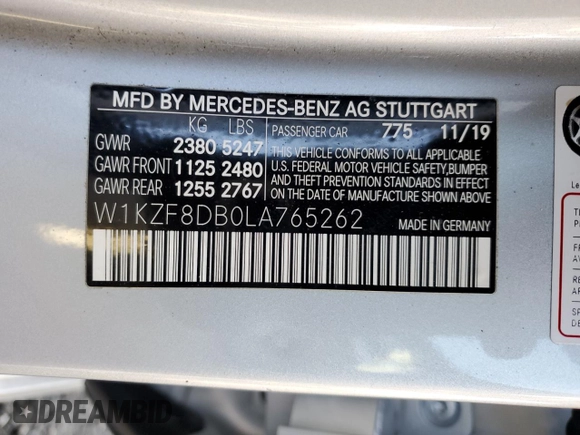 MFD BY MERCEDES-BENZ AG STUTTGART
KG LBS PASSENGER CAR 775 11/19
GVWR 2380 5247
GAWR FRONT 1125 2480
GAWR REAR 1255 2767
THIS VEHICLE CONFORMS TO ALL APPLICABLE
U.S. FEDERAL MOTOR VEHICLE SAFETY,BUMPER
AND THEFT PREVENTION STANDARDS IN EFFECT
ON THE DATE OF MANUFACTURE SHOWN ABOVE
W1KZF8DB0LA765262 MADE IN GERMANY
DREAMBID